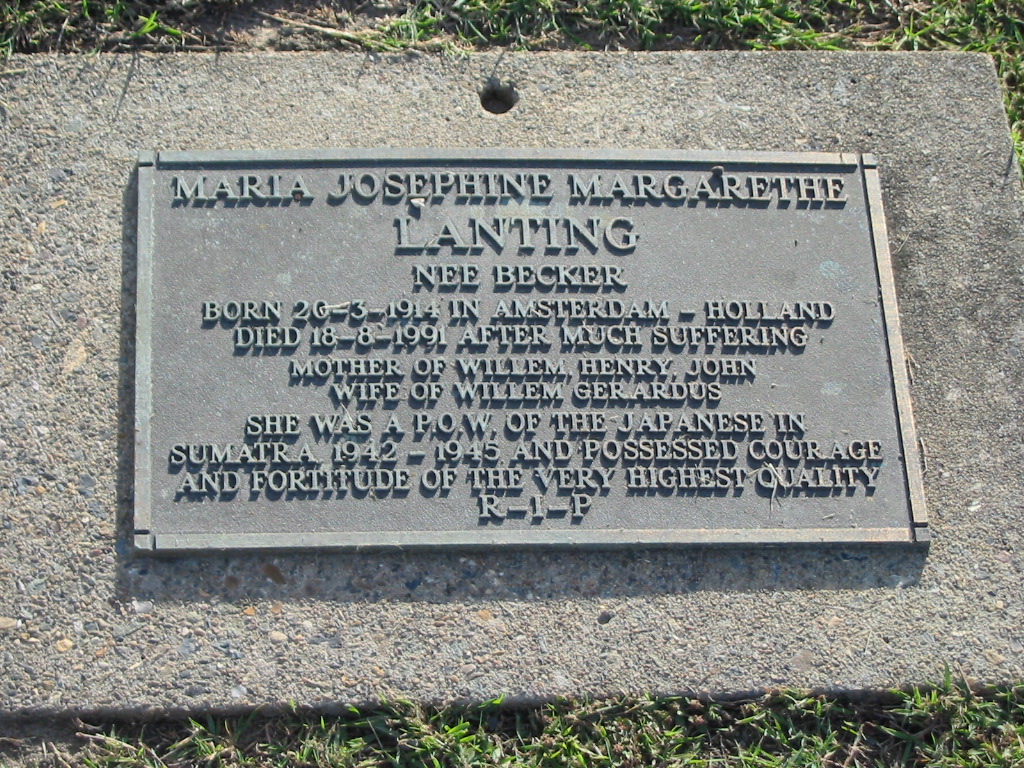 MARIA JOSEPHINE MARGARETHE
LANTING
NEE BECKER
BORN 20-3-1914 IN AMSTERDAM - HOLLAND
DIED 18-8-1991 AFTER MUCH SUFFERING
MOTHER OF WILLEM, HENRY, JOHN
WIFE OF WILLEM GERARDUS
SHE WAS A P.O.W. OF THE JAPANESE IN
SUMATRA, 1942 - 1945, AND POSSESSED COURAGE
AND FORTITUDE OF THE VERY HIGHEST QUALITY
R-I-P